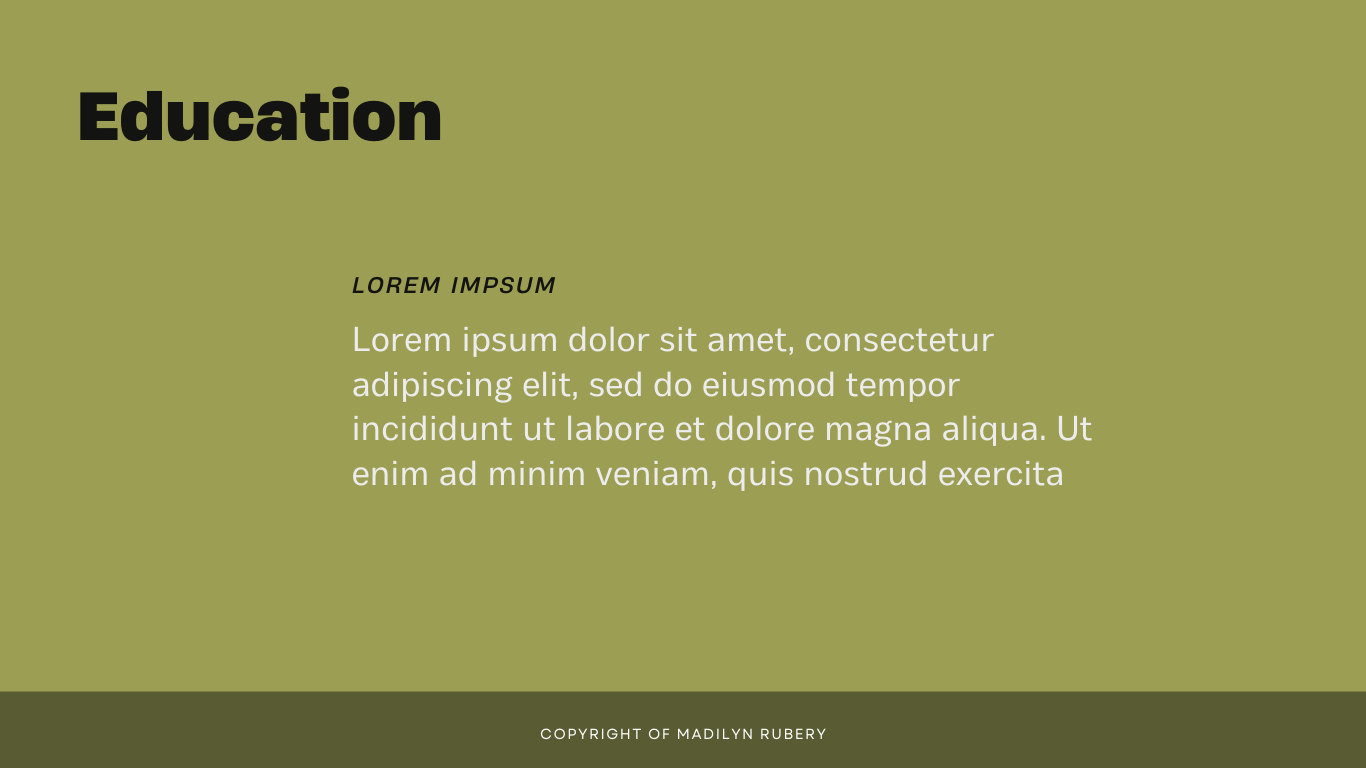 Education
LOREM IMPSUM
Lorem ipsum dolor sit amet, consectetur
adipiscing elit, sed do eiusmod tempor
incididunt ut labore et dolore magna aliqua. Ut
enim ad minim veniam, quis nostrud exercita
COPYRIGHT OF MADILYN RUBERY